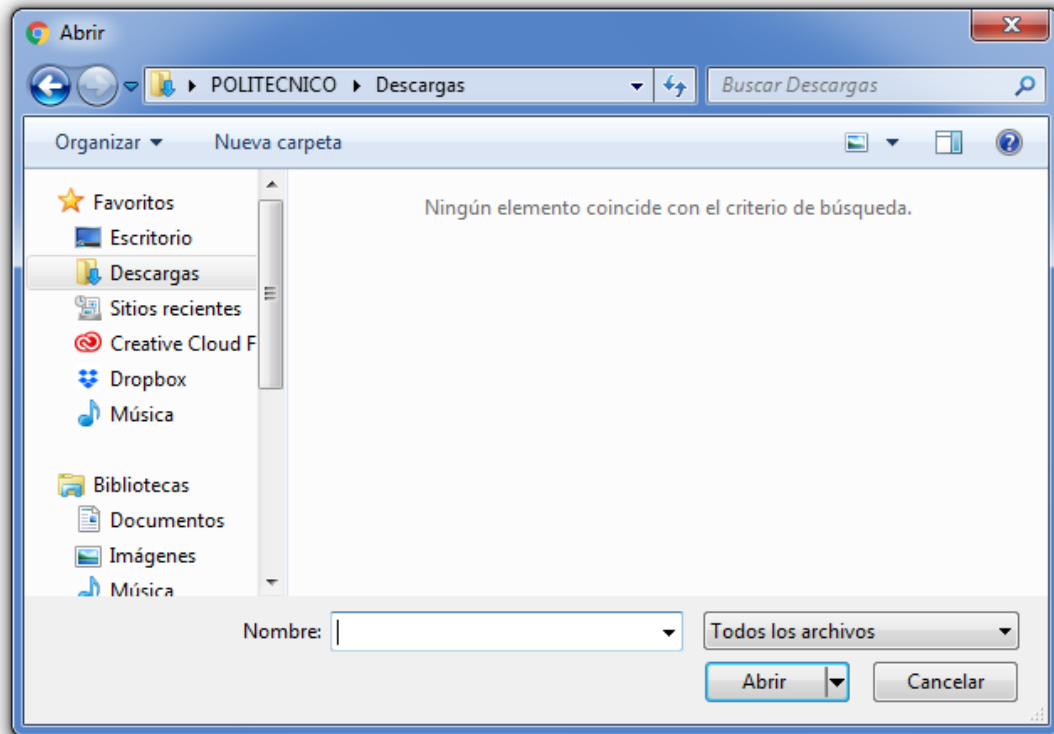 Abrir
POLITECNICO Descargas
Buscar Descargas
Organizar
Nueva carpeta
Favoritos
Escritorio
Descargas
Sitios recientes
Creative Cloud F
Dropbox
Música
Bibliotecas
Documentos
Imágenes
Música
Ningún elemento coincide con el criterio de búsqueda.
Nombre:
Todos los archivos
Abrir
Cancelar